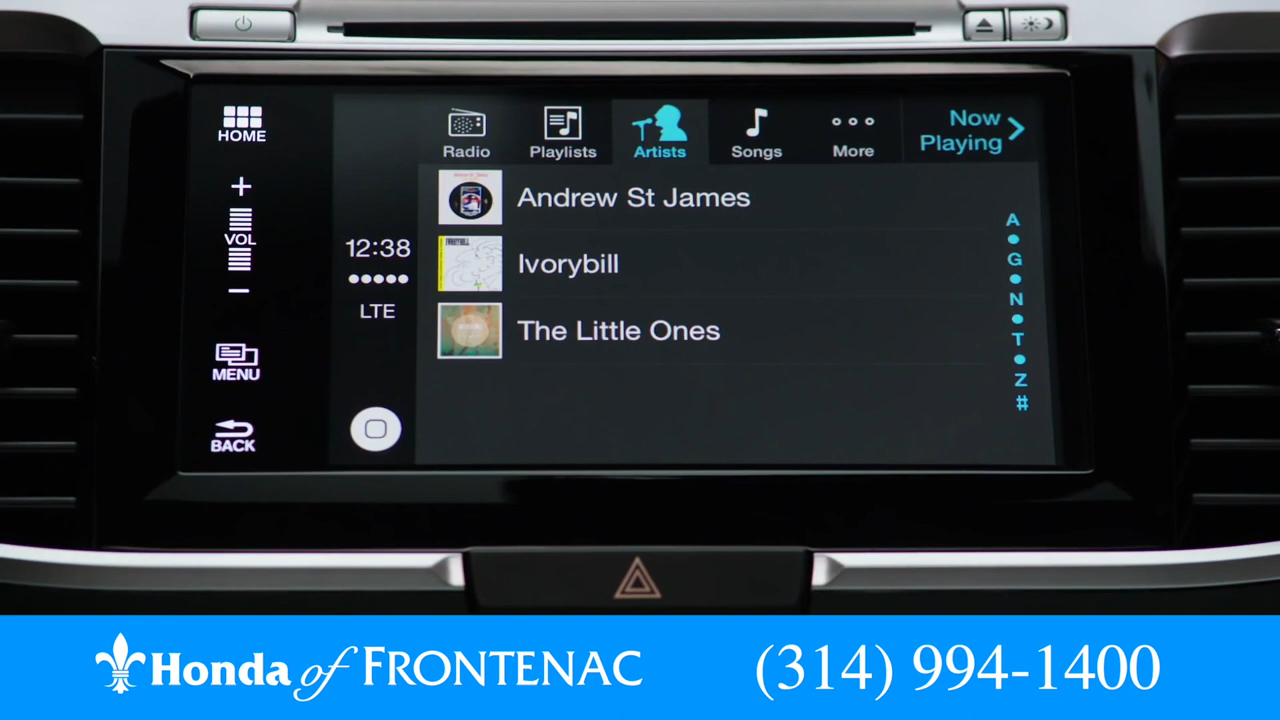 HOME
+
VOL
−
MENU
BACK
12:38
LTE
Radio
Playlists
Artists
Songs
More
Now
Playing
Andrew St James
Ivorybill
The Little Ones
A
G
N
T
Z
#
Honda of FRONTENAC
(314) 994-1400